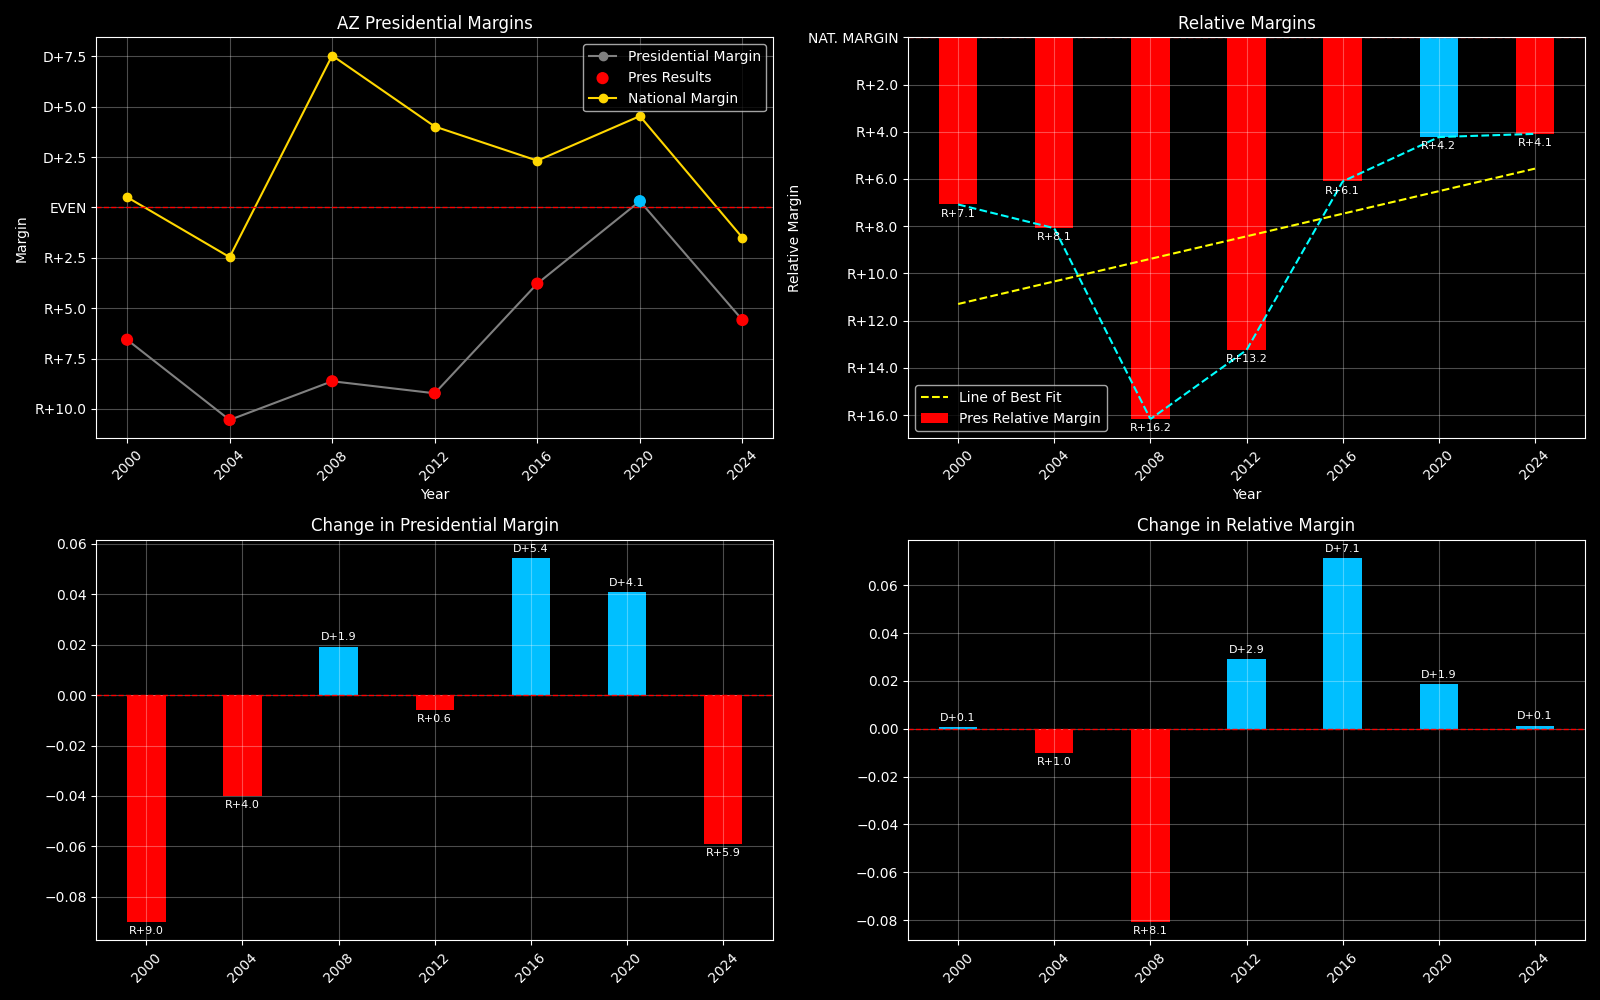 AZ Presidential Margins
D+7.5
D+5.0
D+2.5
EVEN
R+2.5
R+5.0
R+7.5
R+10.0
Margin
Presidential Margin
Pres Results
National Margin
2000
2004
2008
2012
2016
2020
2024
Year
Relative Margins
NAT. MARGIN
R+2.0
R+4.0
R+6.0
R+8.0
R+10.0
R+12.0
R+14.0
R+16.0
Relative Margin
R+7.1
R+8.1
R+16.2
R+13.2
R+6.1
R+4.2
R+4.1
Line of Best Fit
Pres Relative Margin
2000
2004
2008
2012
2016
2020
2024
Year
Change in Presidential Margin
0.06
0.04
0.02
0.00
−0.02
−0.04
−0.06
−0.08
R+9.0
R+4.0
D+1.9
R+0.6
D+5.4
D+4.1
R+5.9
2000
2004
2008
2012
2016
2020
2024
Change in Relative Margin
0.06
0.04
0.02
0.00
−0.02
−0.04
−0.06
−0.08
D+0.1
R+1.0
R+8.1
D+2.9
D+7.1
D+1.9
D+0.1
2000
2004
2008
2012
2016
2020
2024